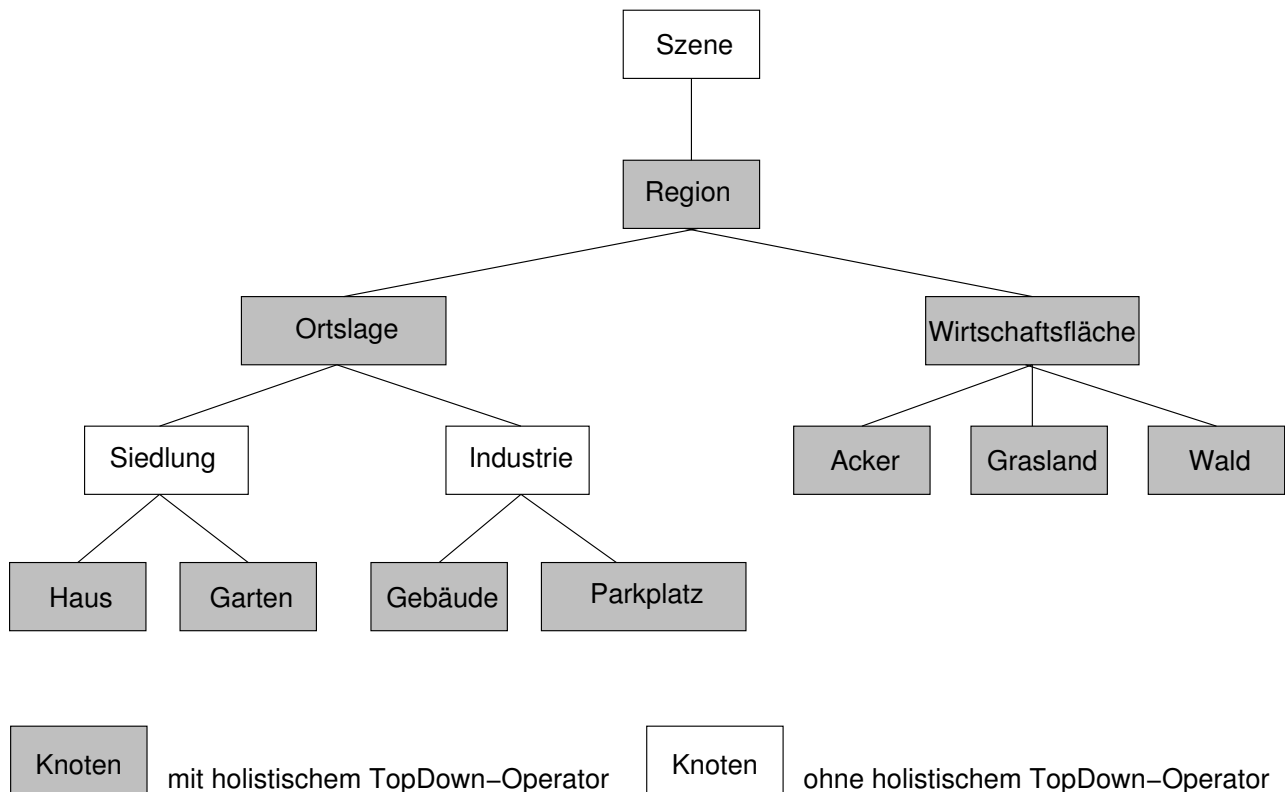 Szene
Region
Ortslage
Wirtschaftsfläche
Siedlung
Industrie
Acker
Grasland
Wald
Haus
Garten
Gebäude
Parkplatz
Knoten
mit holistischem TopDown−Operator
Knoten
ohne holistischem TopDown−Operator